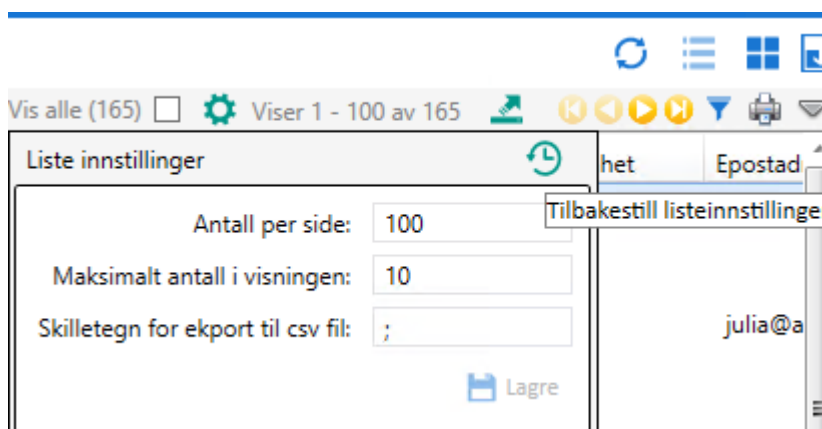 Vis alle (165) Viser 1 - 100 av 165
Liste innstillinger
het Epostad
Tilbakestill listeinnstillinge
Antall per side: 100
Maksimalt antall i visningen: 10
Skilletegn for ekport til csv fil: ;
julia@a
Lagre